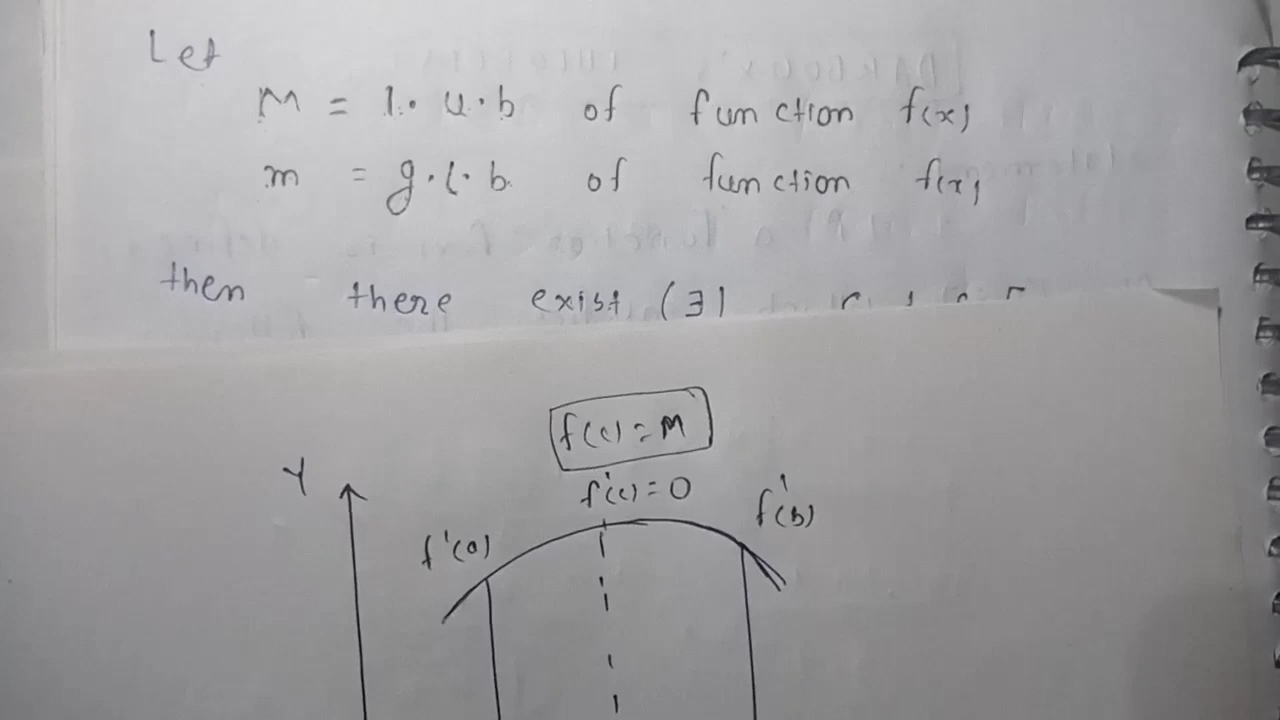 Let
M = l.u.b of function f(x)
m = g.l.b. of function f(x)
then there exist (∃)
f(c) = M
Y
f'(c) = 0
f'(b)
f'(a)